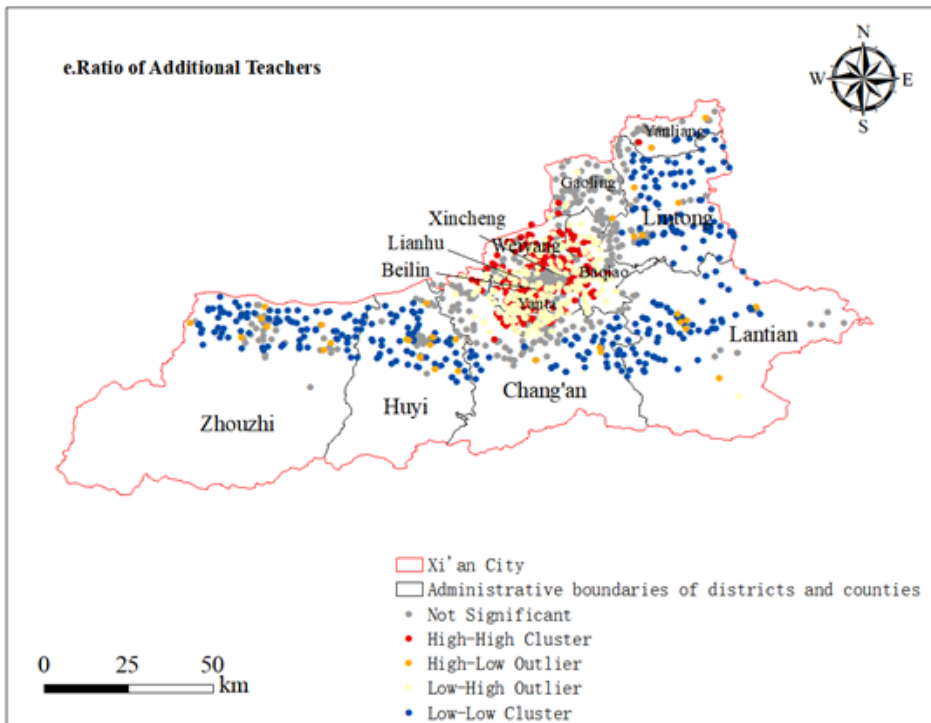 e.Ratio of Additional Teachers
N
W E
S
Yanliang
Gaoling
Xincheng
Lintong
Weiyang
Lianhu
Baqiao
Beilin
Yanta
Lantian
Chang'an
Huyi
Zhouzhi
Xi'an City
Administrative boundaries of districts and counties
Not Significant
High-High Cluster
High-Low Outlier
Low-High Outlier
Low-Low Cluster
0 25 50
km